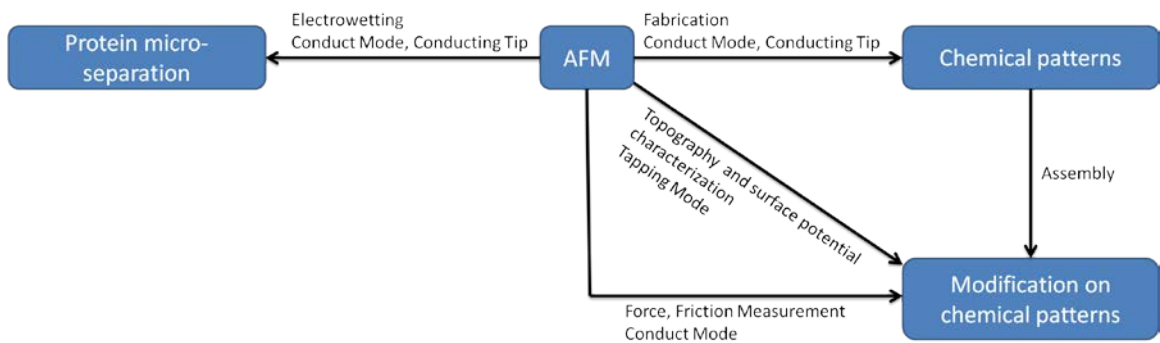 Electrowetting
Conduct Mode, Conducting Tip
Protein micro-
separation
AFM
Fabrication
Conduct Mode, Conducting Tip
Chemical patterns
Topography and surface potential
characterization
Tapping Mode
Assembly
Modification on
chemical patterns
Force, Friction Measurement
Conduct Mode